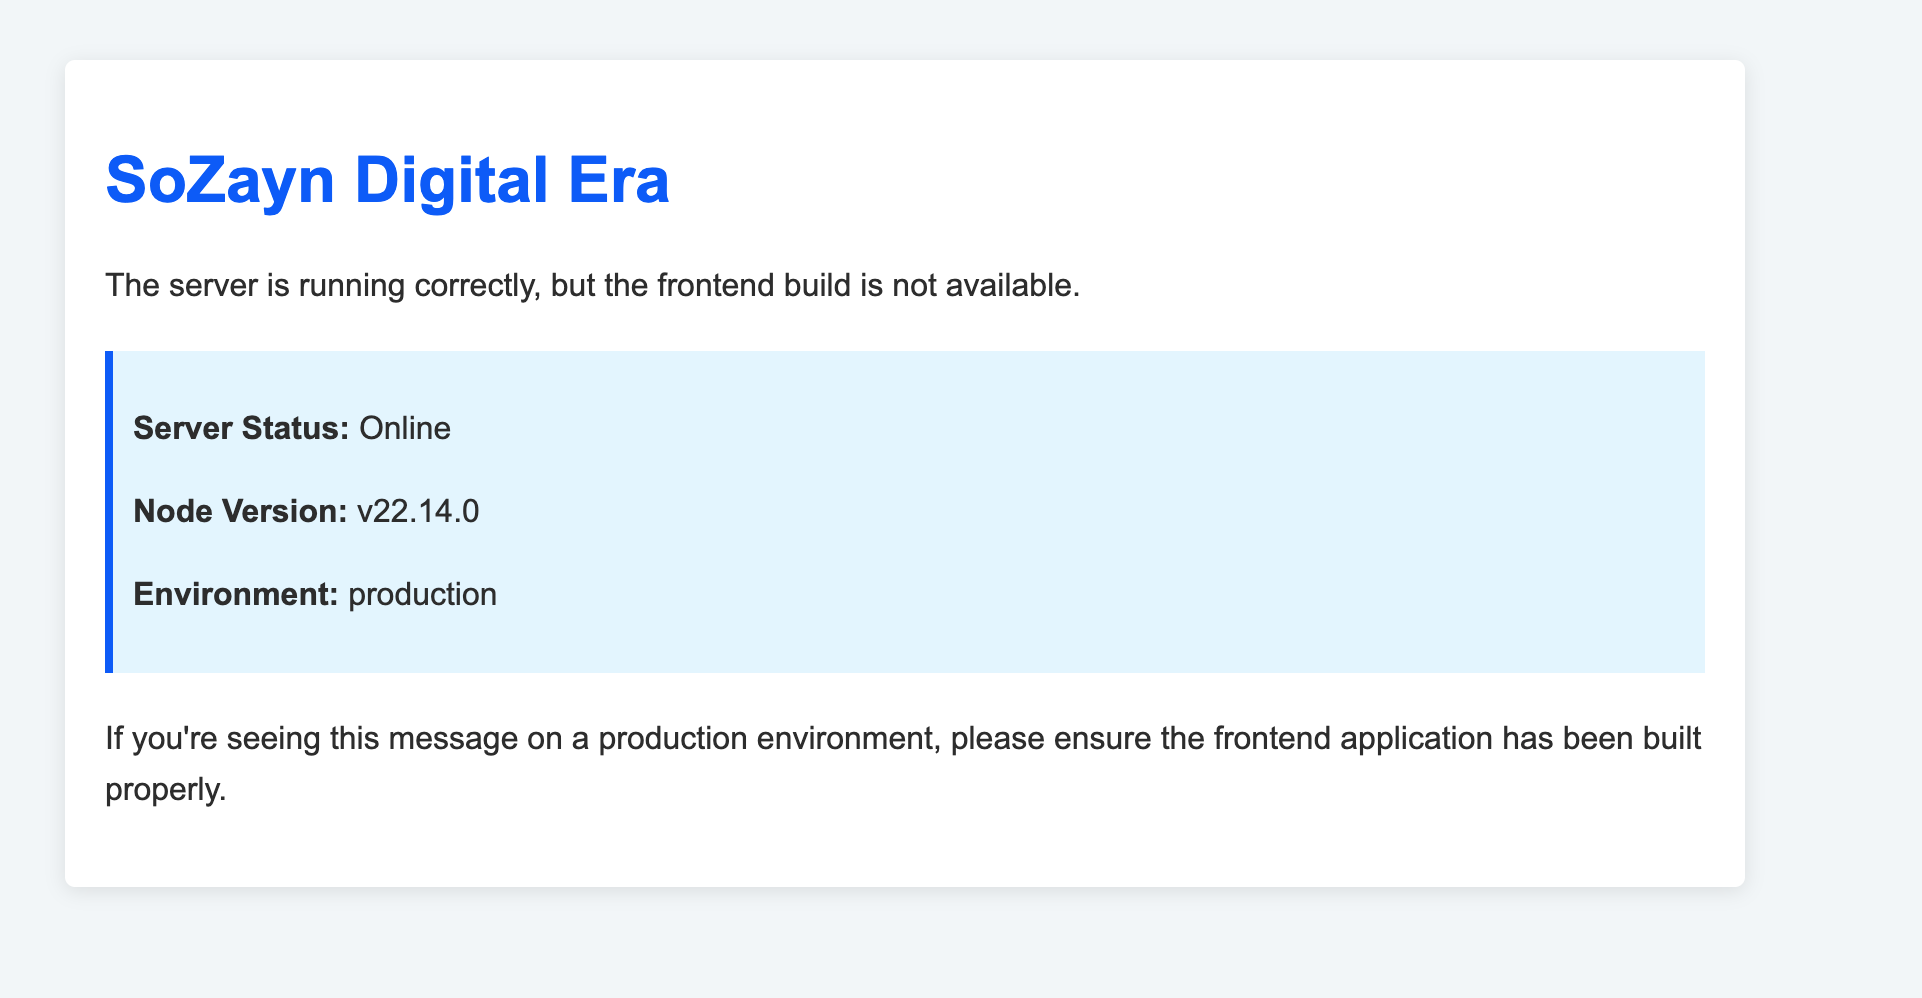 SoZayn Digital Era
The server is running correctly, but the frontend build is not available.
Server Status: Online
Node Version: v22.14.0
Environment: production
If you're seeing this message on a production environment, please ensure the frontend application has been built
properly.